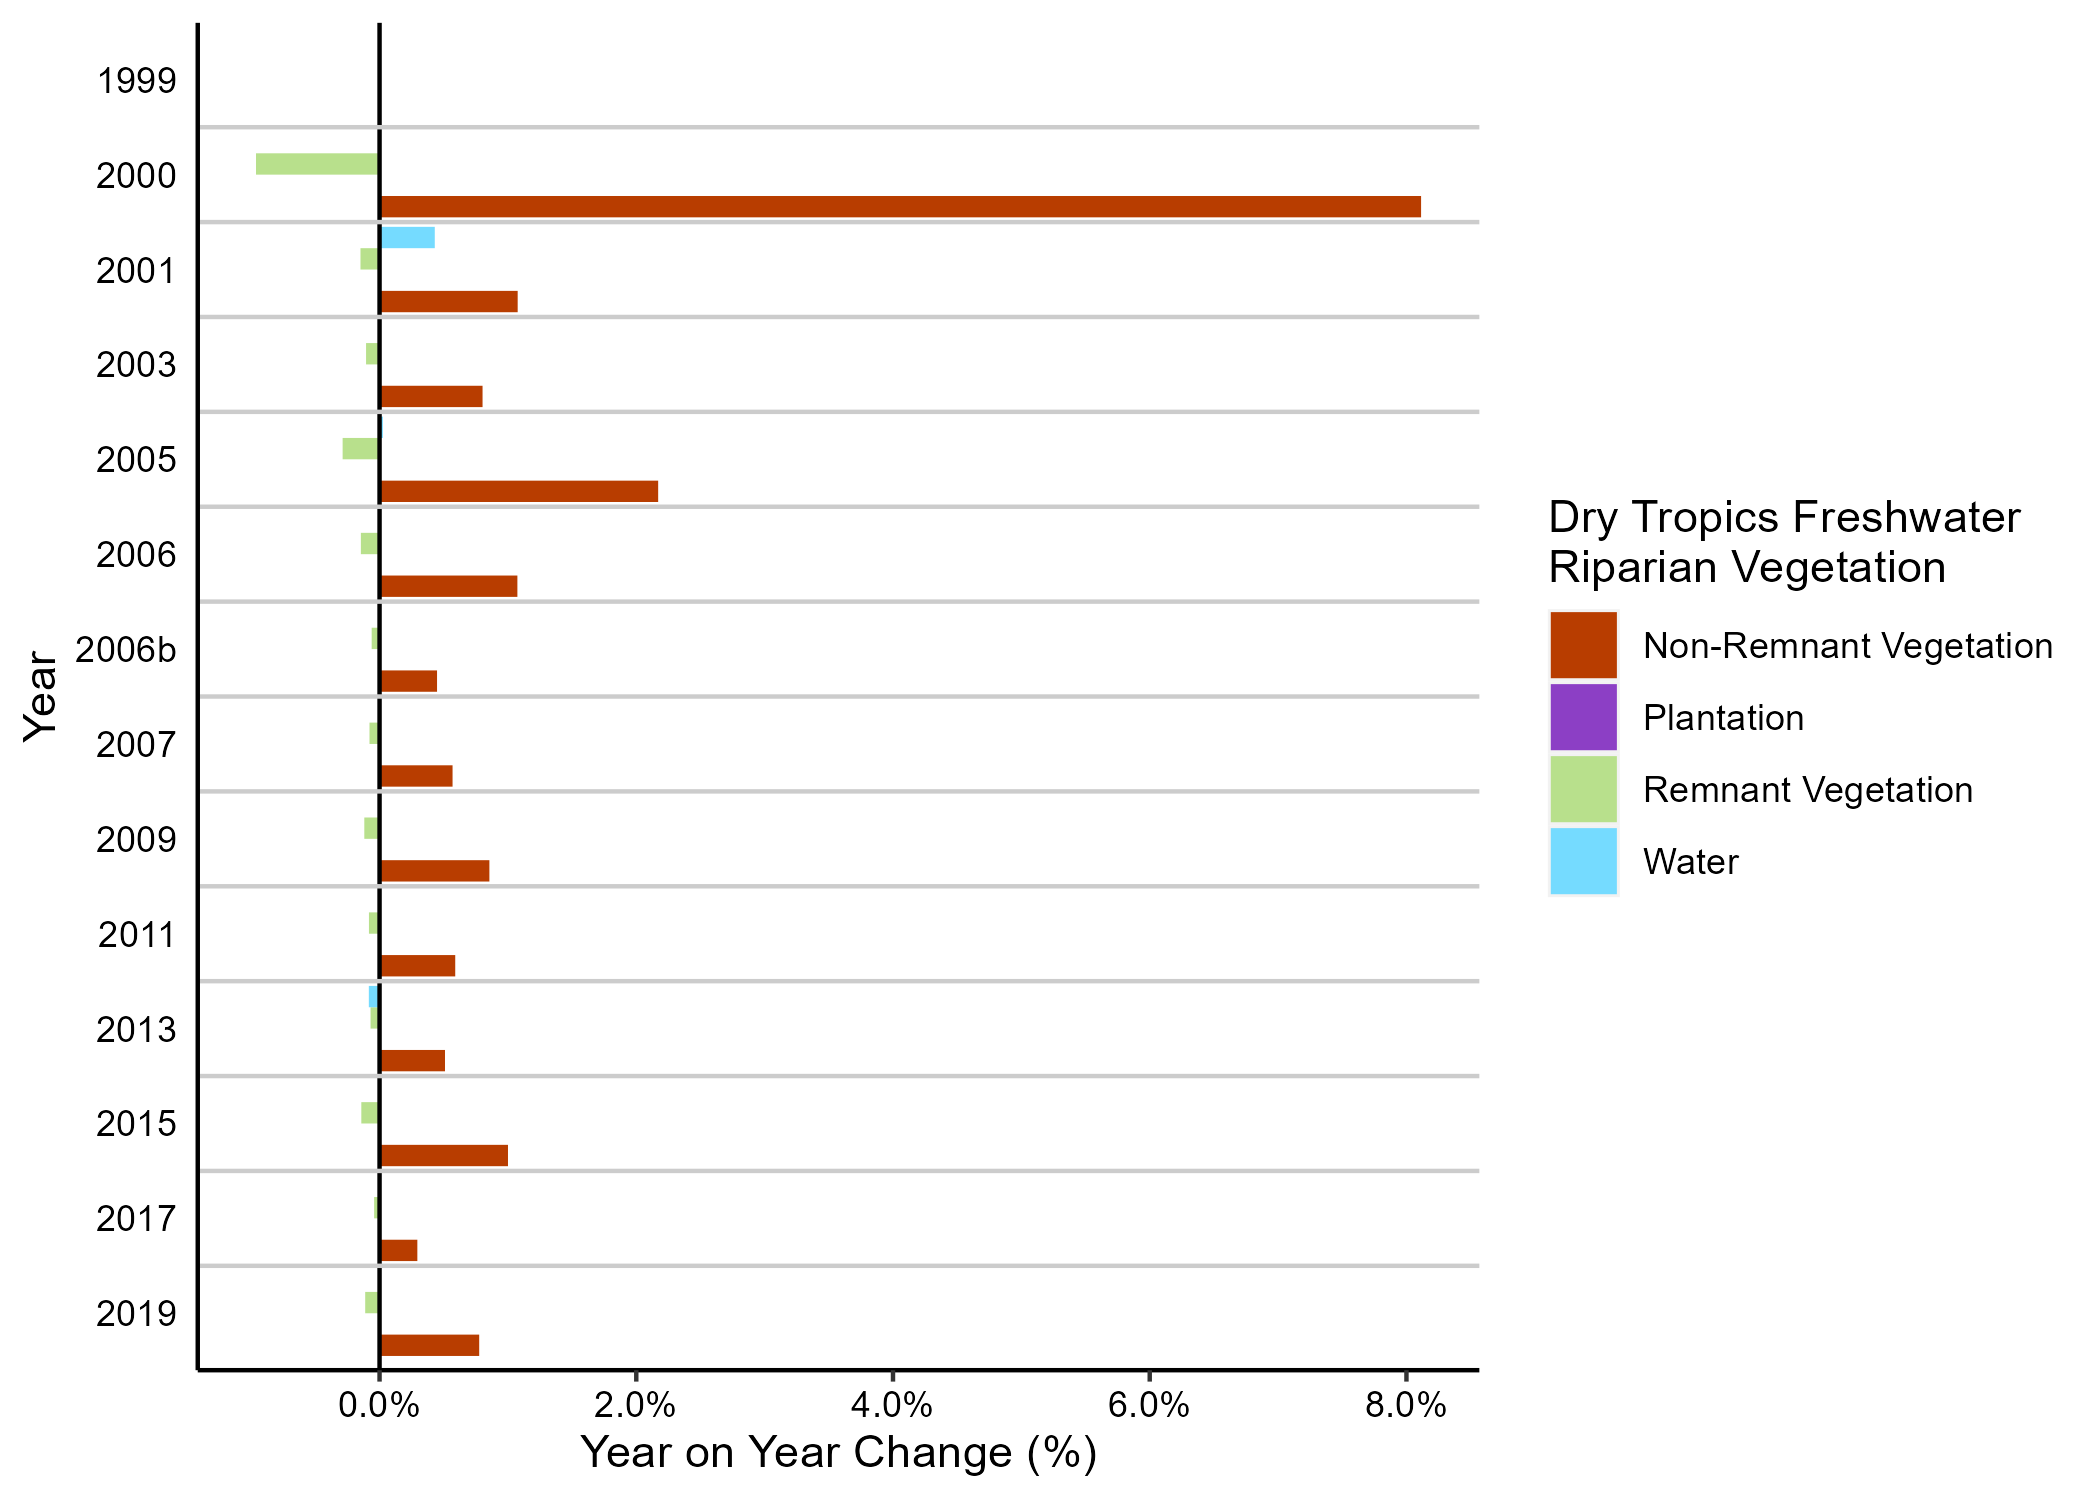 1999
2000
2001
2003
2005
2006
2006b
2007
2009
2011
2013
2015
2017
2019
Year
0.0% 2.0% 4.0% 6.0% 8.0%
Year on Year Change (%)
Dry Tropics Freshwater
Riparian Vegetation
Non-Remnant Vegetation
Plantation
Remnant Vegetation
Water